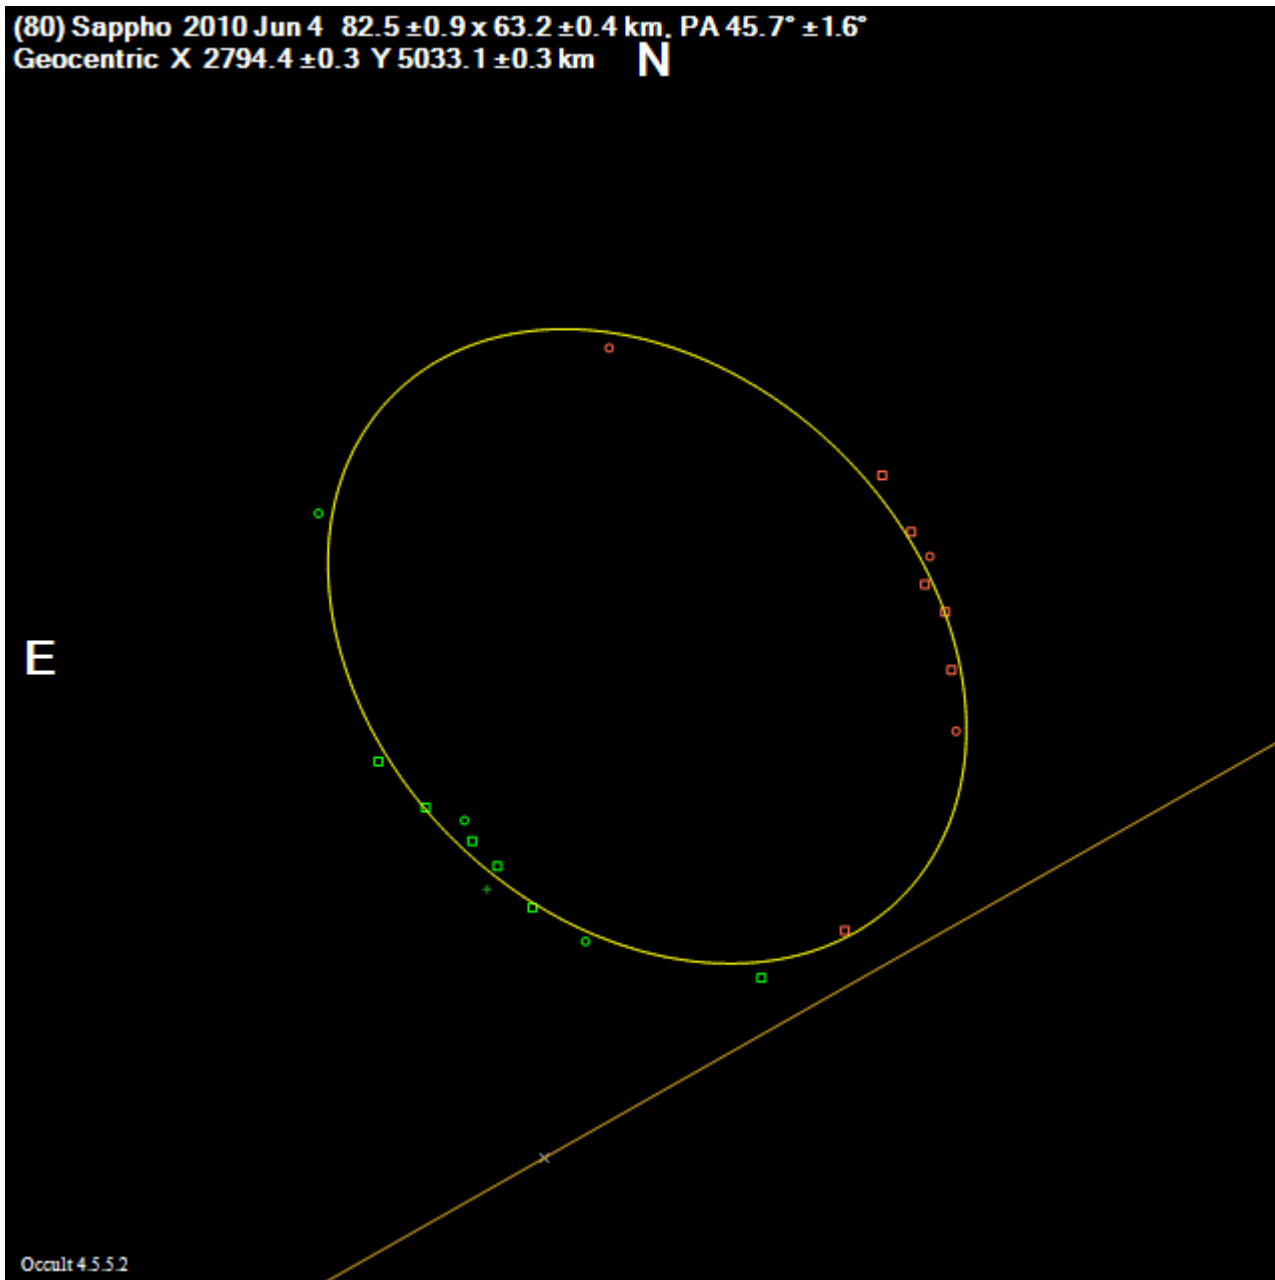 (80) Sappho 2010 Jun 4 82.5 ±0.9 x 63.2 ±0.4 km, PA 45.7° ±1.6°
Geocentric X 2794.4 ±0.3 Y 5033.1 ±0.3 km
N
E
Occult 4.5.5.2